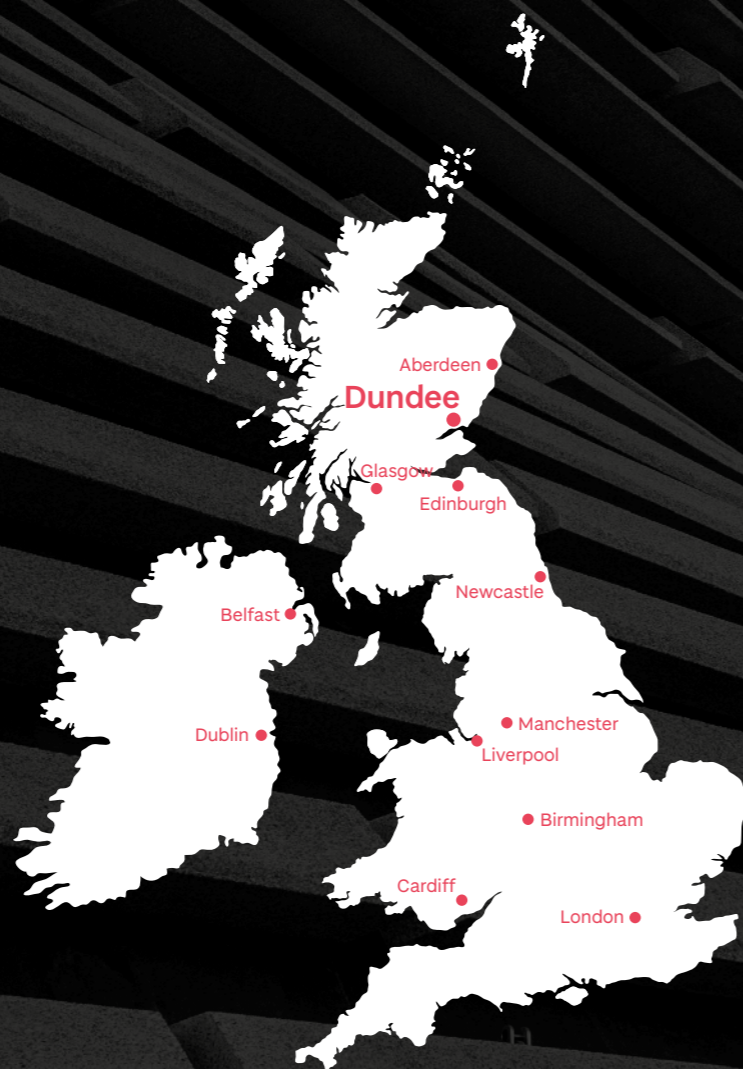 Aberdeen
Dundee
Glasgow
Edinburgh
Newcastle
Belfast
Manchester
Dublin
Liverpool
Birmingham
Cardiff
London